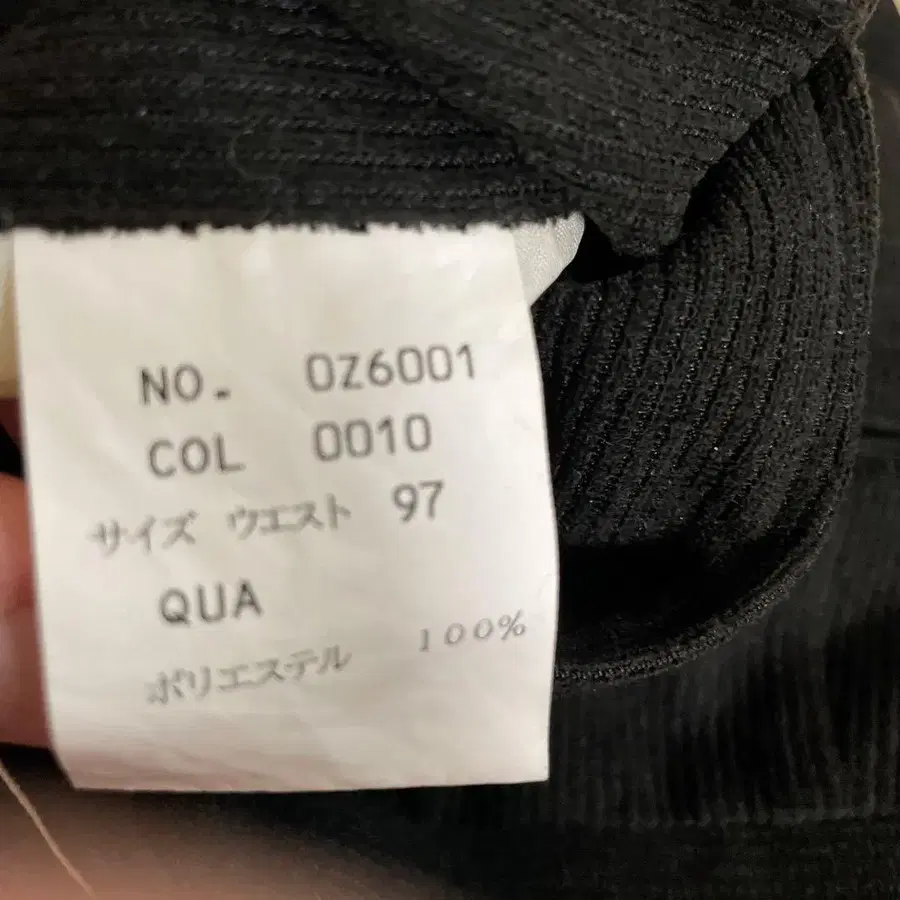 NO. 0Z6001
COL 0010
サイズ ウエスト 97
QUA
ポリエステル 100%